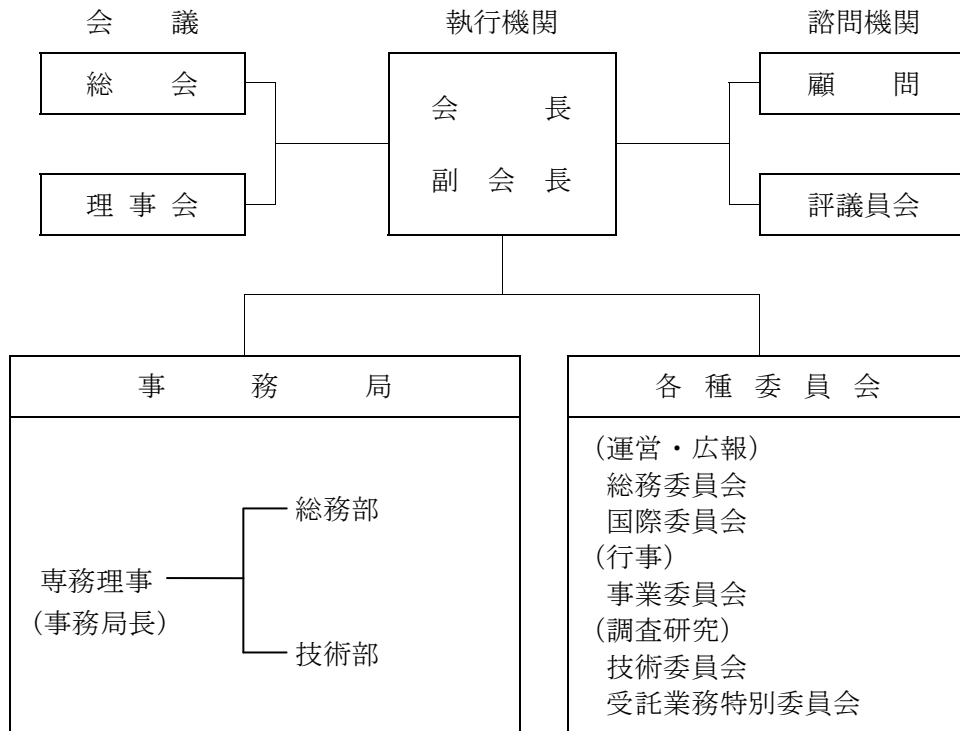 会議
執行機関
諮問機関
総会
会長
副会長
顧問
理事会
評議員会
事務局
各種委員会
総務部
専務理事
(事務局長)
技術部
(運営・広報)
総務委員会
国際委員会
(行事)
事業委員会
(調査研究)
技術委員会
受託業務特別委員会